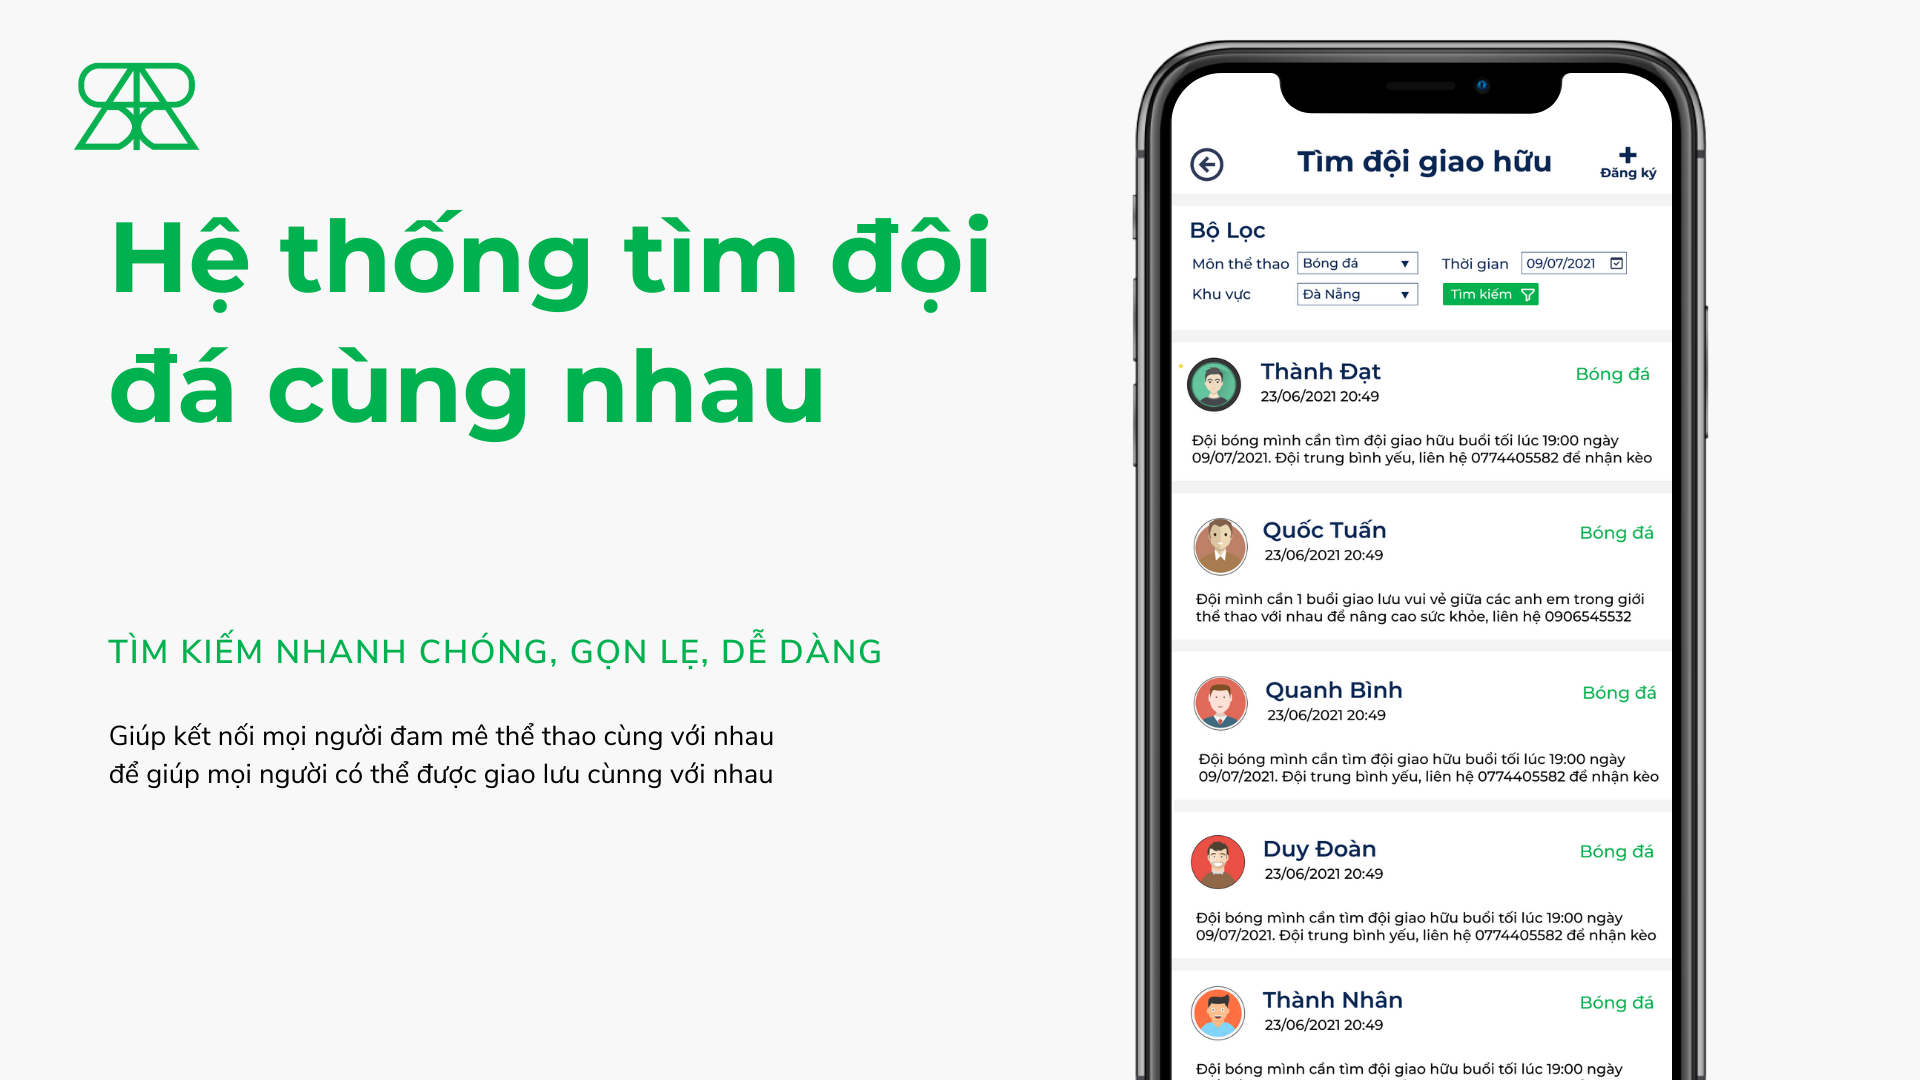 Hệ thống tìm đội
đá cùng nhau
TÌM KIẾM NHANH CHÓNG, GỌN LẸ, DỄ DÀNG
Giúp kết nối mọi người đam mê thể thao cùng với nhau
để giúp mọi người có thể được giao lưu cùnng với nhau
Tìm đội giao hữu
Đăng ký
Bộ Lọc
Môn thể thao Bóng đá Thời gian 09/07/2021
Khu vực Đà Nẵng Tìm kiếm
Thành Đạt Bóng đá
23/06/2021 20:49
Đội bóng mình cần tìm đội giao hữu buổi tối lúc 19:00 ngày
09/07/2021. Đội trung bình yếu, liên hệ 0774405582 để nhận kèo
Quốc Tuấn Bóng đá
23/06/2021 20:49
Đội mình cần 1 buổi giao lưu vui vẻ giữa các anh em trong giới
thể thao với nhau để nâng cao sức khỏe, liên hệ 0906545532
Quanh Bình Bóng đá
23/06/2021 20:49
Đội bóng mình cần tìm đội giao hữu buổi tối lúc 19:00 ngày
09/07/2021. Đội trung bình yếu, liên hệ 0774405582 để nhận kèo
Duy Đoàn Bóng đá
23/06/2021 20:49
Đội bóng mình cần tìm đội giao hữu buổi tối lúc 19:00 ngày
09/07/2021. Đội trung bình yếu, liên hệ 0774405582 để nhận kèo
Thành Nhân Bóng đá
23/06/2021 20:49
Đội bóng mình cần tìm đội giao hữu buổi tối lúc 19:00 ngày